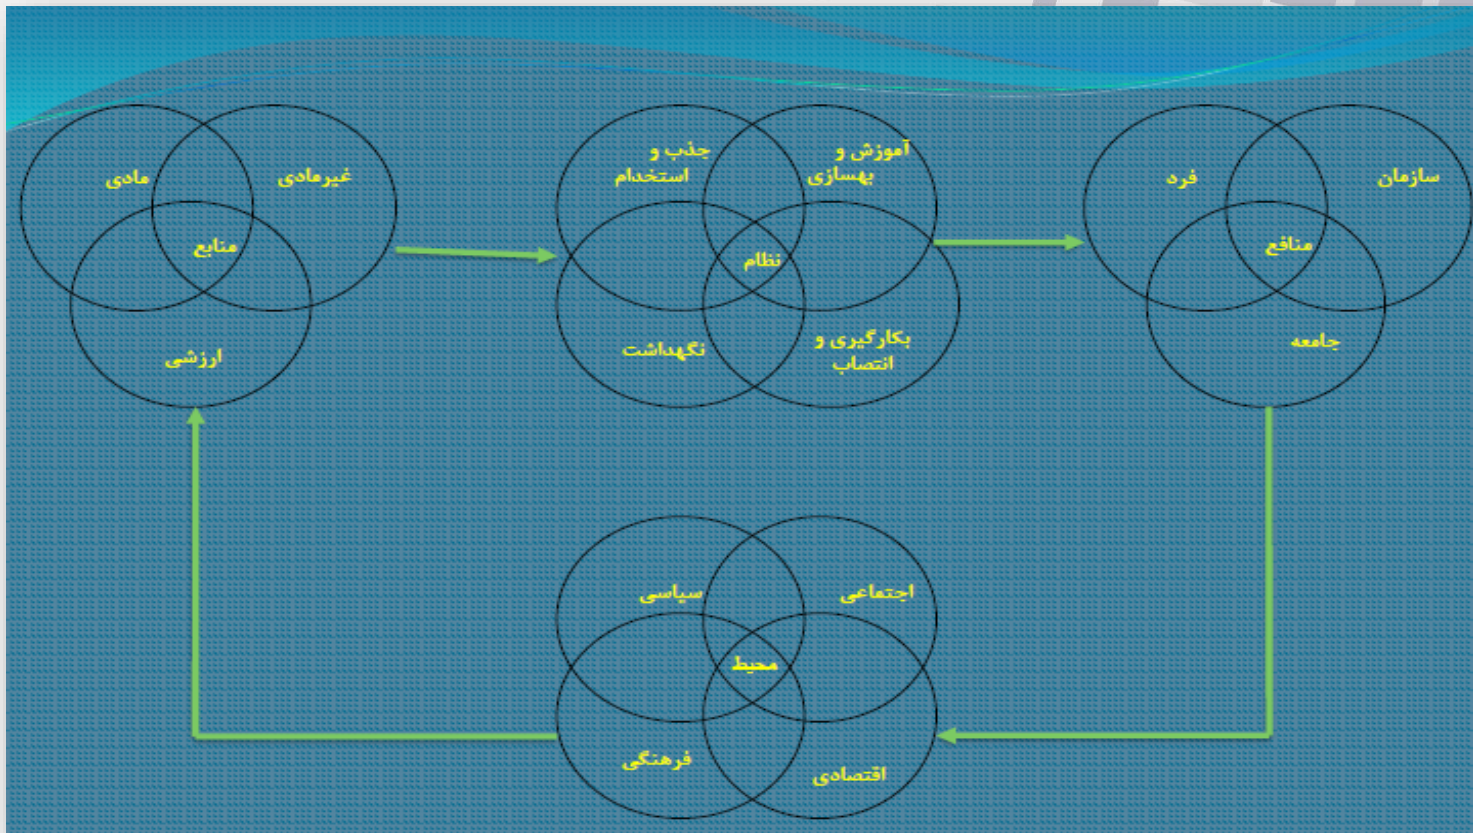 مادی
غیرمادی
منابع
ارزشی
جذب و
استخدام
آموزش و
بهسازی
نظام
نگهداشت
بکارگیری و
انتصاب
فرد
سازمان
منافع
جامعه
سیاسی
اجتماعی
محیط
فرهنگی
اقتصادی